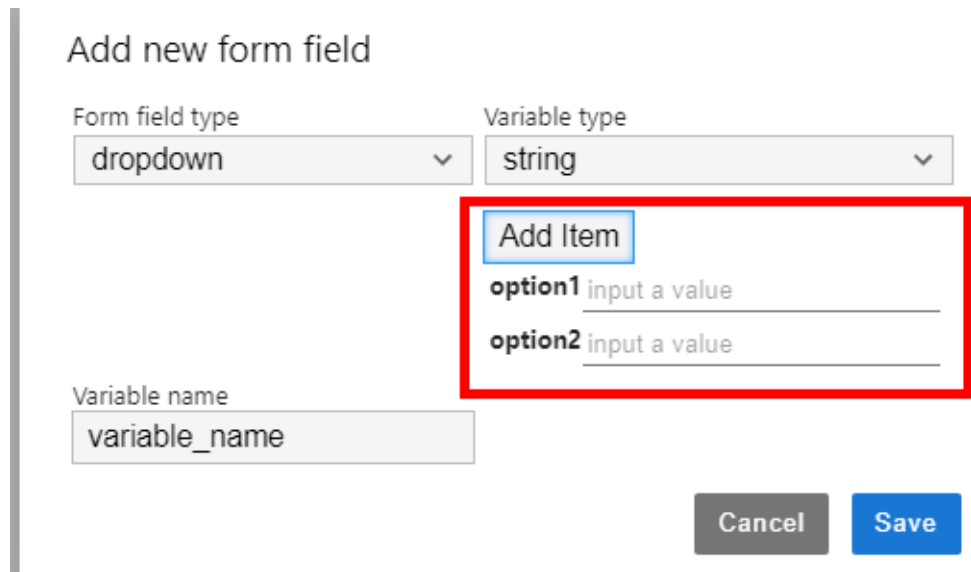 Add new form field
Form field type Variable type
dropdown string
Add Item
option1 input a value
option2 input a value
Variable name
variable_name
Cancel Save